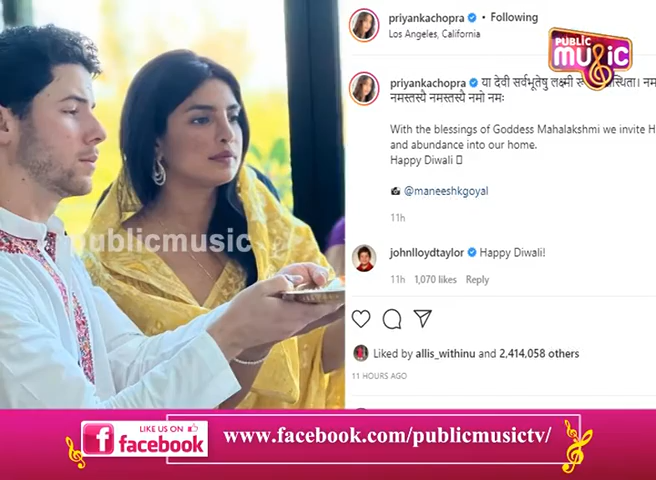 priyankachopra • Following
Los Angeles, California
PUBLIC
MUSIC
priyankachopra या देवी सर्वभूतेषु लक्ष्मी
नमस्तस्यै नमस्तस्यै नमो नमः
With the blessings of Goddess Mahalakshmi we invite H
and abundance into our home.
Happy Diwali
@maneeshkgoyal
11h
publicmusic
johnlloydtaylor Happy Diwali!
11h 1,070 likes Reply
Liked by allis_withinu and 2,414,058 others
11 HOURS AGO
LIKE US ON
f facebook
www.facebook.com/publicmusictv/